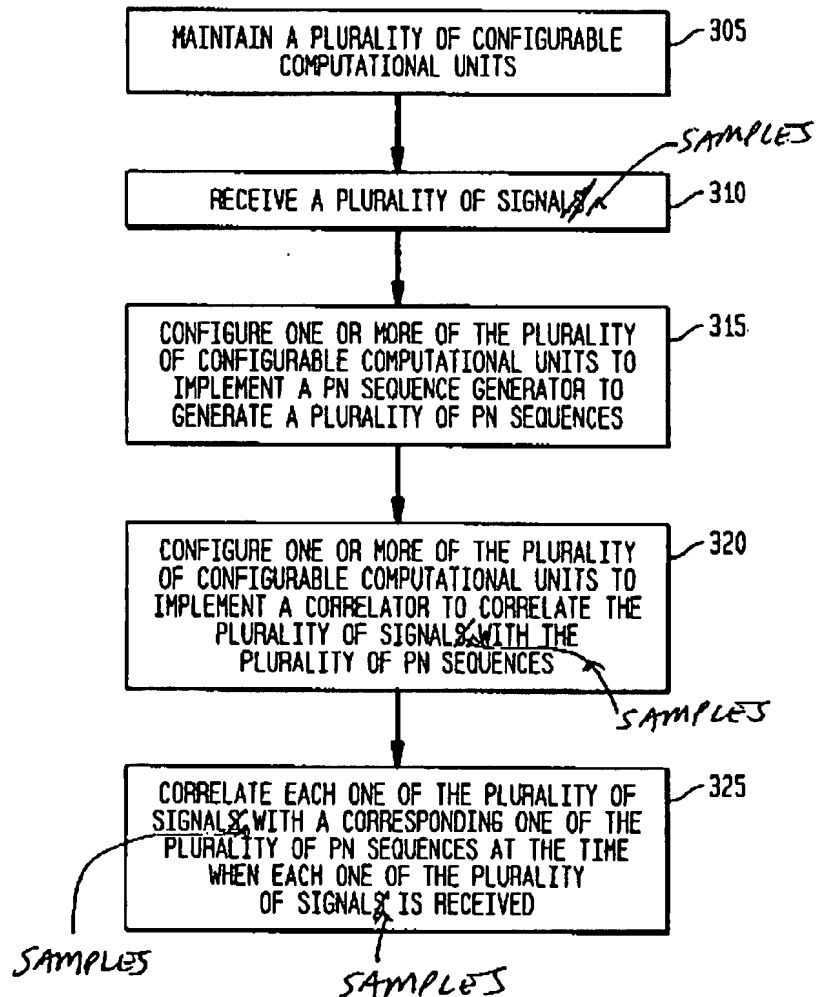 MAINTAIN A PLURALITY OF CONFIGURABLE
COMPUTATIONAL UNITS
305
SAMPLES
RECEIVE A PLURALITY OF SIGNALS
310
CONFIGURE ONE OR MORE OF THE PLURALITY
OF CONFIGURABLE COMPUTATIONAL UNITS TO
IMPLEMENT A PN SEQUENCE GENERATOR TO
GENERATE A PLURALITY OF PN SEQUENCES
315
CONFIGURE ONE OR MORE OF THE PLURALITY
OF CONFIGURABLE COMPUTATIONAL UNITS TO
IMPLEMENT A CORRELATOR TO CORRELATE THE
PLURALITY OF SIGNALS WITH THE
PLURALITY OF PN SEQUENCES
320
SAMPLES
CORRELATE EACH ONE OF THE PLURALITY OF
SIGNALS WITH A CORRESPONDING ONE OF THE
PLURALITY OF PN SEQUENCES AT THE TIME
WHEN EACH ONE OF THE PLURALITY
OF SIGNALS IS RECEIVED
325
SAMPLES
SAMPLES